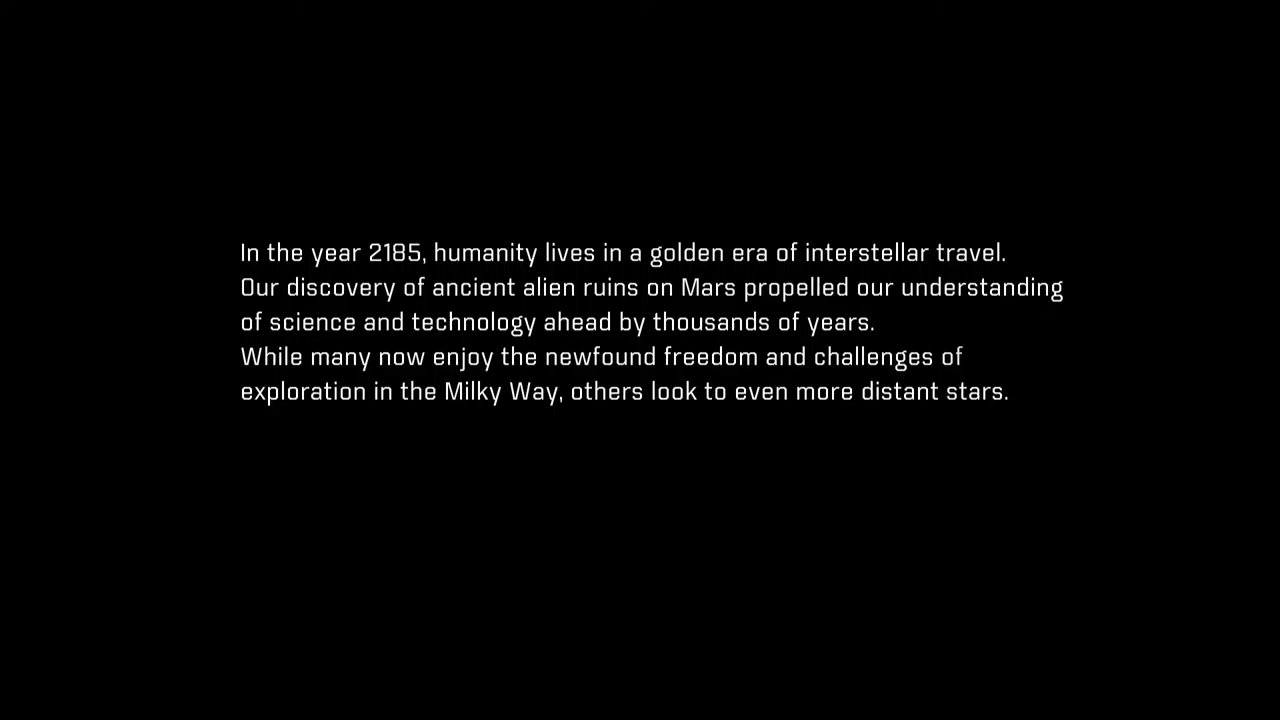 In the year 2185, humanity lives in a golden era of interstellar travel.
Our discovery of ancient alien ruins on Mars propelled our understanding
of science and technology ahead by thousands of years.
While many now enjoy the newfound freedom and challenges of
exploration in the Milky Way, others look to even more distant stars.